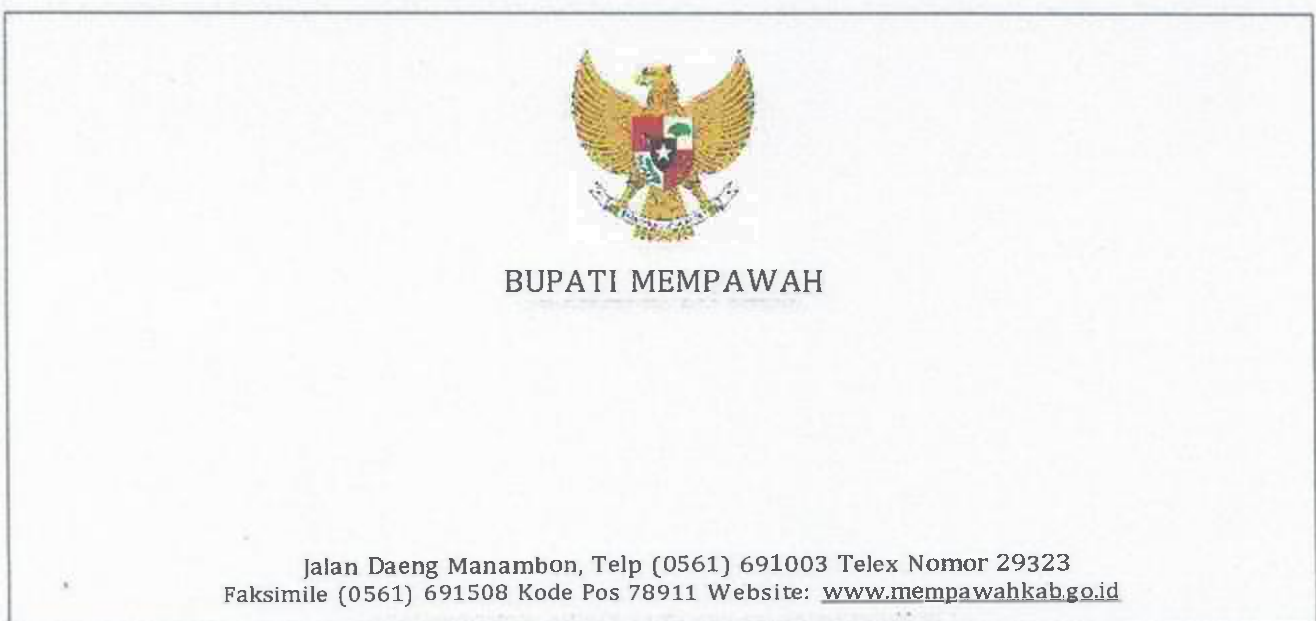 BUPATI MEMPAWAH
Jalan Daeng Manambon, Telp (0561) 691003 Telex Nomor 29323
Faksimile (0561) 691508 Kode Pos 78911 Website: www.mempawahkab.go.id